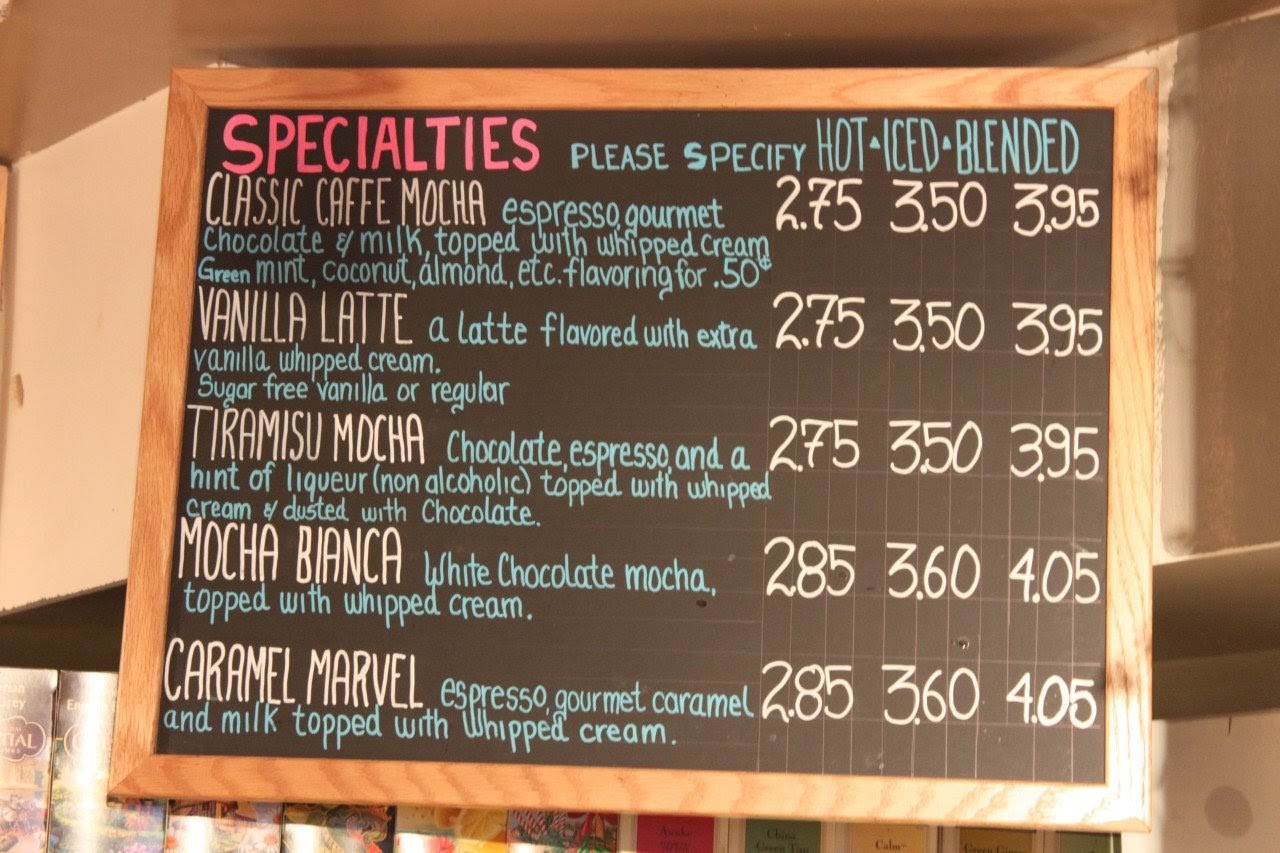 SPECIALTIES PLEASE SPECIFY HOT ▲ ICED ▲ BLENDED
CLASSIC CAFFE MOCHA espresso, gourmet 2.75 3.50 3.95
Chocolate & milk, topped with whipped cream
Green mint, coconut, almond, etc. flavoring for .50¢
VANILLA LATTE a latte flavored with extra 2.75 3.50 3.95
vanilla, whipped cream.
Sugar free vanilla or regular
TIRAMISU MOCHA Chocolate, espresso, and a 2.75 3.50 3.95
hint of liqueur (non alcoholic) topped with whipped
cream & dusted with Chocolate.
MOCHA BIANCA White Chocolate mocha, 2.85 3.60 4.05
topped with whipped cream.
CARAMEL MARVEL espresso, gourmet caramel 2.85 3.60 4.05
and milk topped with Whipped cream.
Awake China Green Calm